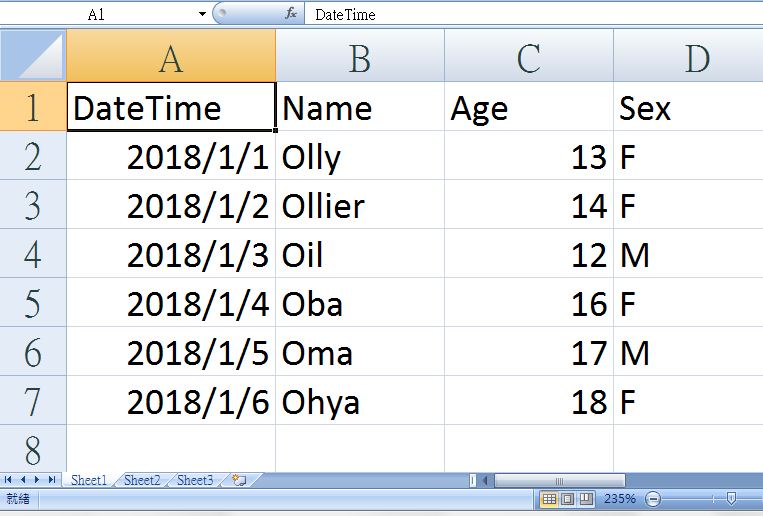 A1 fx DateTime
A B C D
1 DateTime Name Age Sex
2 2018/1/1 Olly 13 F
3 2018/1/2 Ollier 14 F
4 2018/1/3 Oil 12 M
5 2018/1/4 Oba 16 F
6 2018/1/5 Oma 17 M
7 2018/1/6 Ohya 18 F
8
Sheet1 Sheet2 Sheet3
就緒 235%